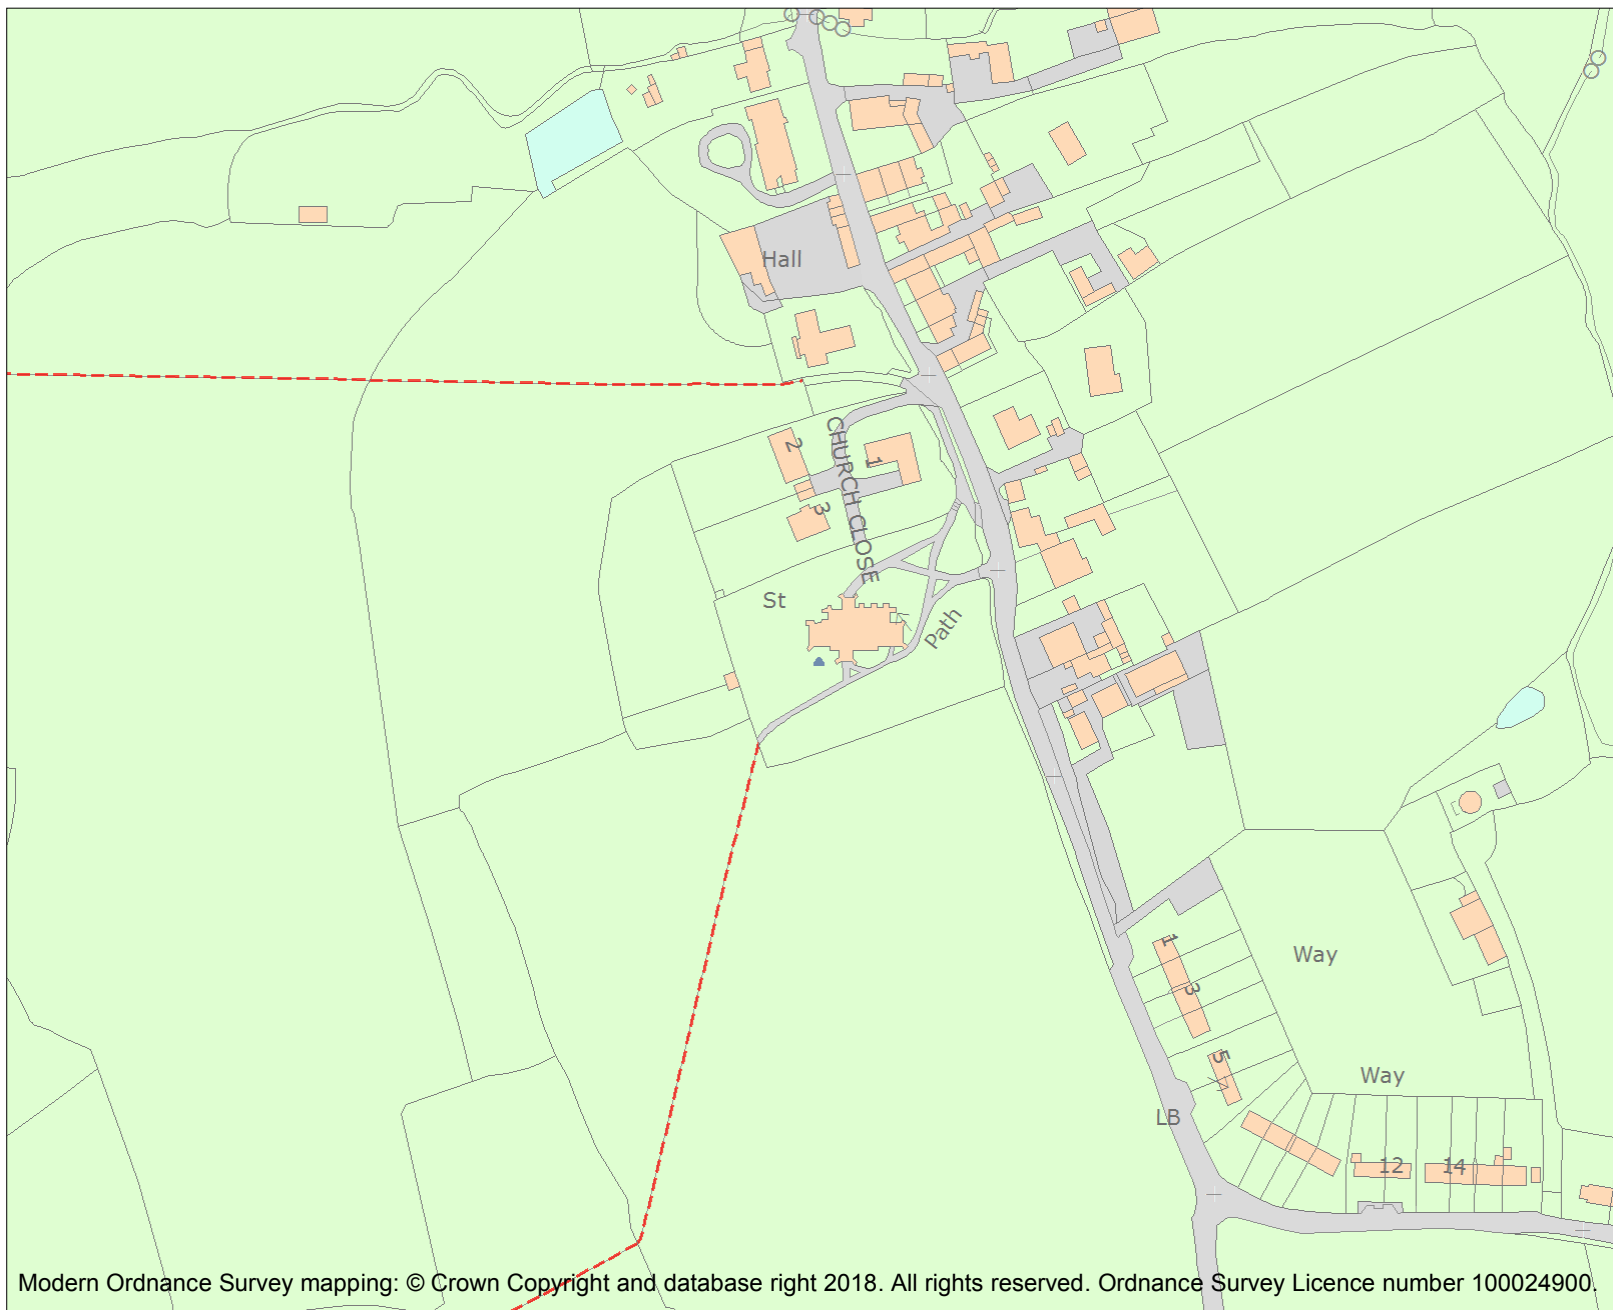 Hall
2
1
CHURCH CLOSE
3
St
Path
1
Way
3
5
7
Way
LB
12
14
Modern Ordnance Survey mapping: © Crown Copyright and database right 2018. All rights reserved. Ordnance Survey Licence number 100024900.